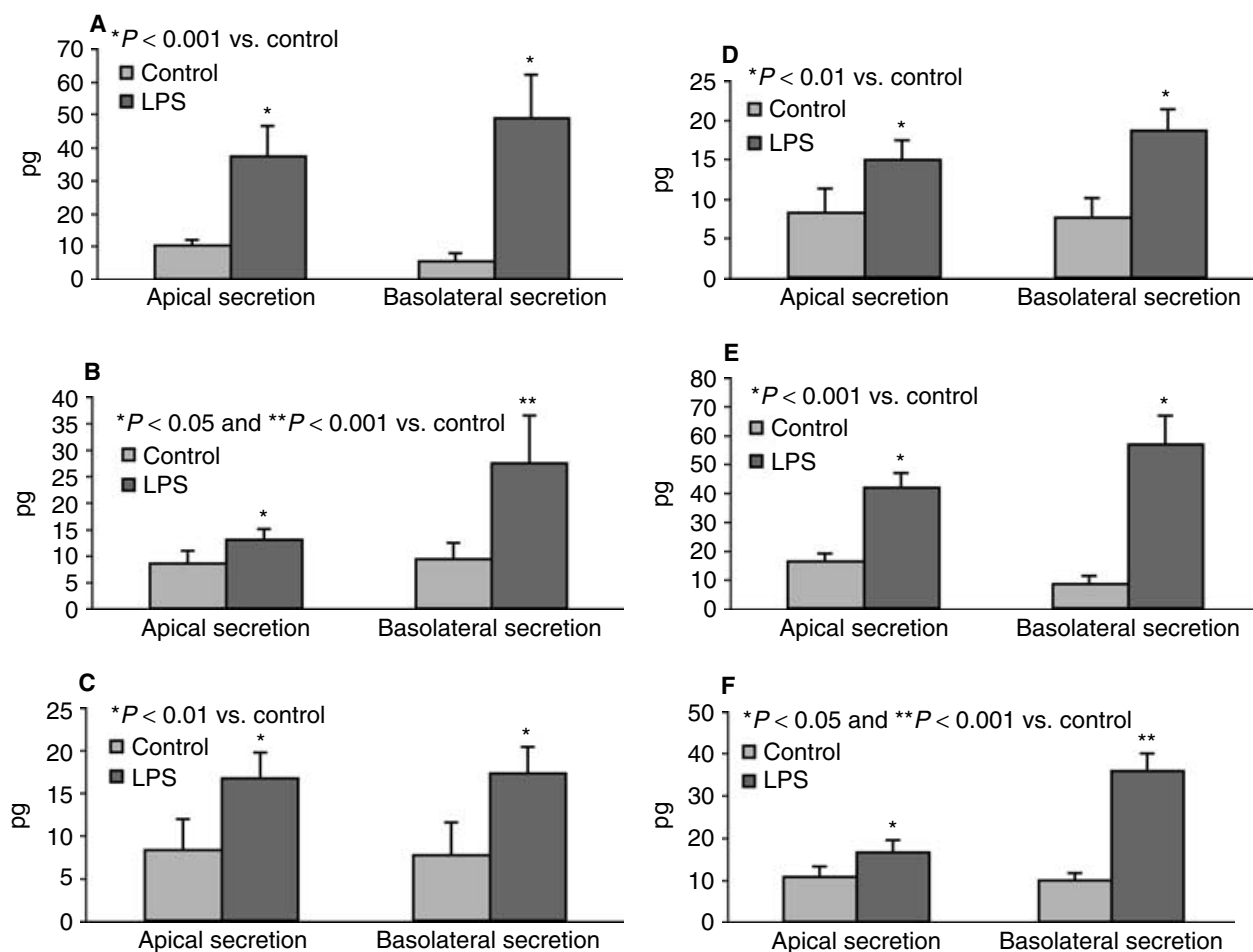 A
*P < 0.001 vs. control
Control
LPS
70
60
50
40
30
20
10
0
pg
*
*
Apical secretion
Basolateral secretion
B
*P < 0.05 and **P < 0.001 vs. control
Control
LPS
40
35
30
25
20
15
10
5
0
pg
*
**
Apical secretion
Basolateral secretion
C
*P < 0.01 vs. control
Control
LPS
25
20
15
10
5
0
pg
*
*
Apical secretion
Basolateral secretion
D
*P < 0.01 vs. control
Control
LPS
25
20
15
10
5
0
pg
*
*
Apical secretion
Basolateral secretion
E
*P < 0.001 vs. control
Control
LPS
80
70
60
50
40
30
20
10
0
pg
*
*
Apical secretion
Basolateral secretion
F
*P < 0.05 and **P < 0.001 vs. control
Control
LPS
50
40
30
20
10
0
pg
*
**
Apical secretion
Basolateral secretion